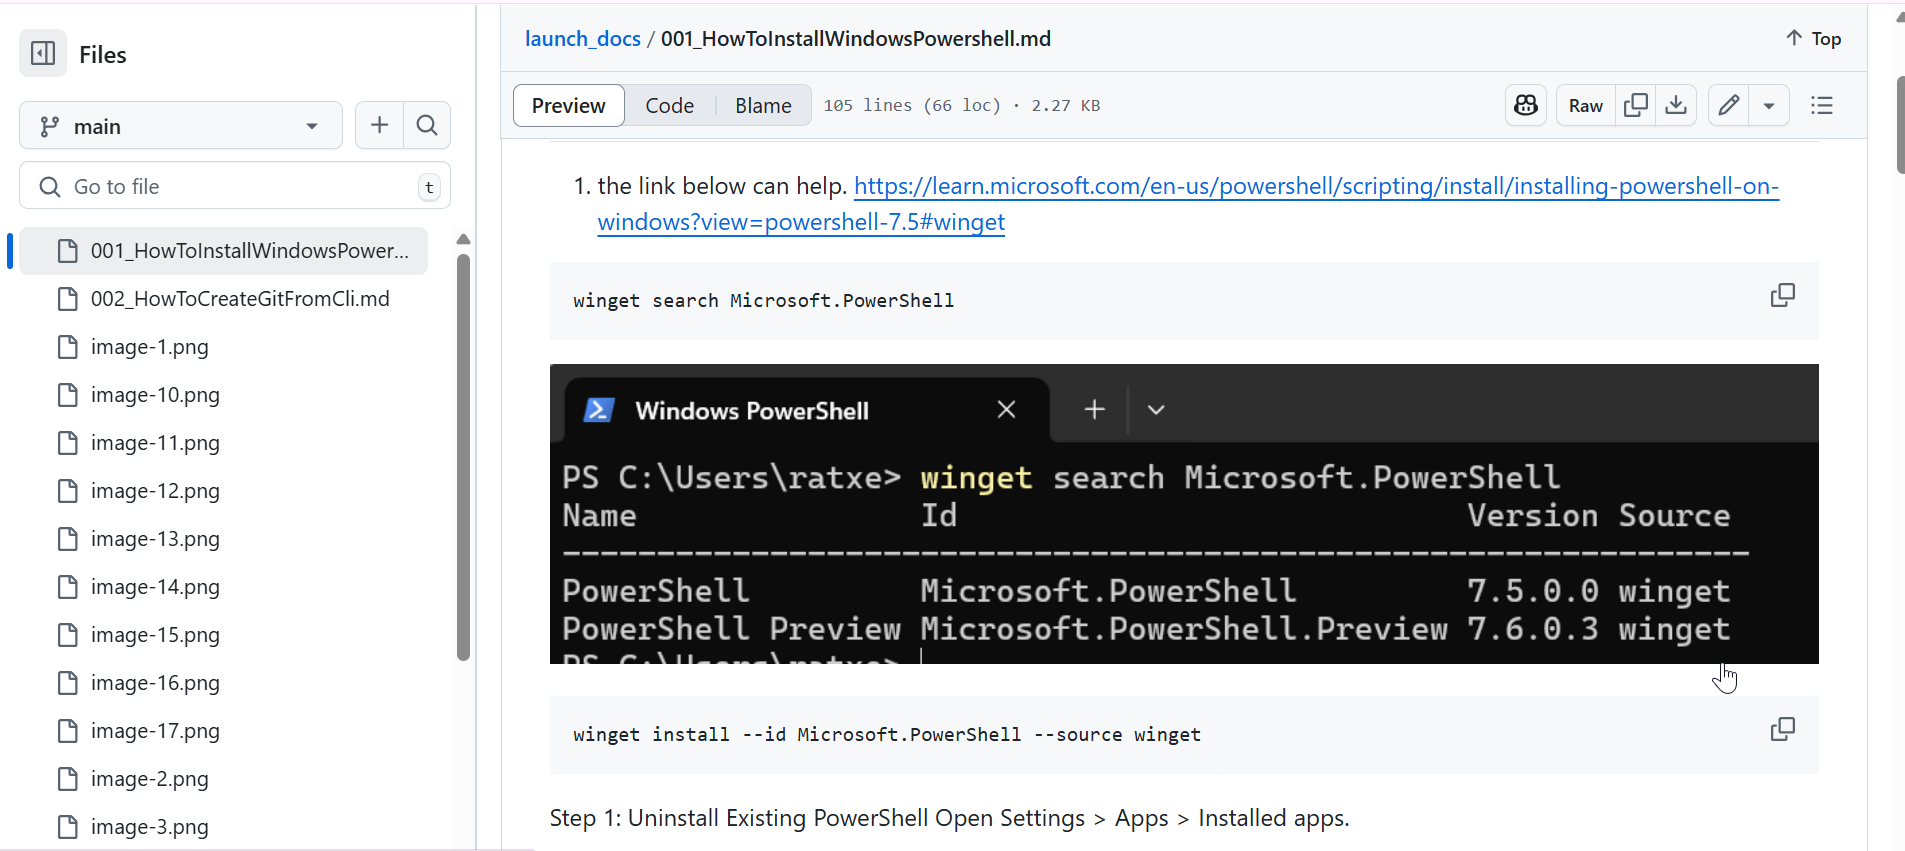 Files
main
Go to file
t
001_HowToInstallWindowsPower...
002_HowToCreateGitFromCli.md
image-1.png
image-10.png
image-11.png
image-12.png
image-13.png
image-14.png
image-15.png
image-16.png
image-17.png
image-2.png
image-3.png
launch_docs / 001_HowToInstallWindowsPowershell.md
Top
Preview Code Blame 105 lines (66 loc) · 2.27 KB
Raw
1. the link below can help. https://learn.microsoft.com/en-us/powershell/scripting/install/installing-powershell-on-
windows?view=powershell-7.5#winget
winget search Microsoft.PowerShell
Windows PowerShell
PS C:\Users\ratxe> winget search Microsoft.PowerShell
Name Id Version Source
--------------------------------------------------------------
PowerShell Microsoft.PowerShell 7.5.0.0 winget
PowerShell Preview Microsoft.PowerShell.Preview 7.6.0.3 winget
PS C:\Users\ratxe>
winget install --id Microsoft.PowerShell --source winget
Step 1: Uninstall Existing PowerShell Open Settings > Apps > Installed apps.